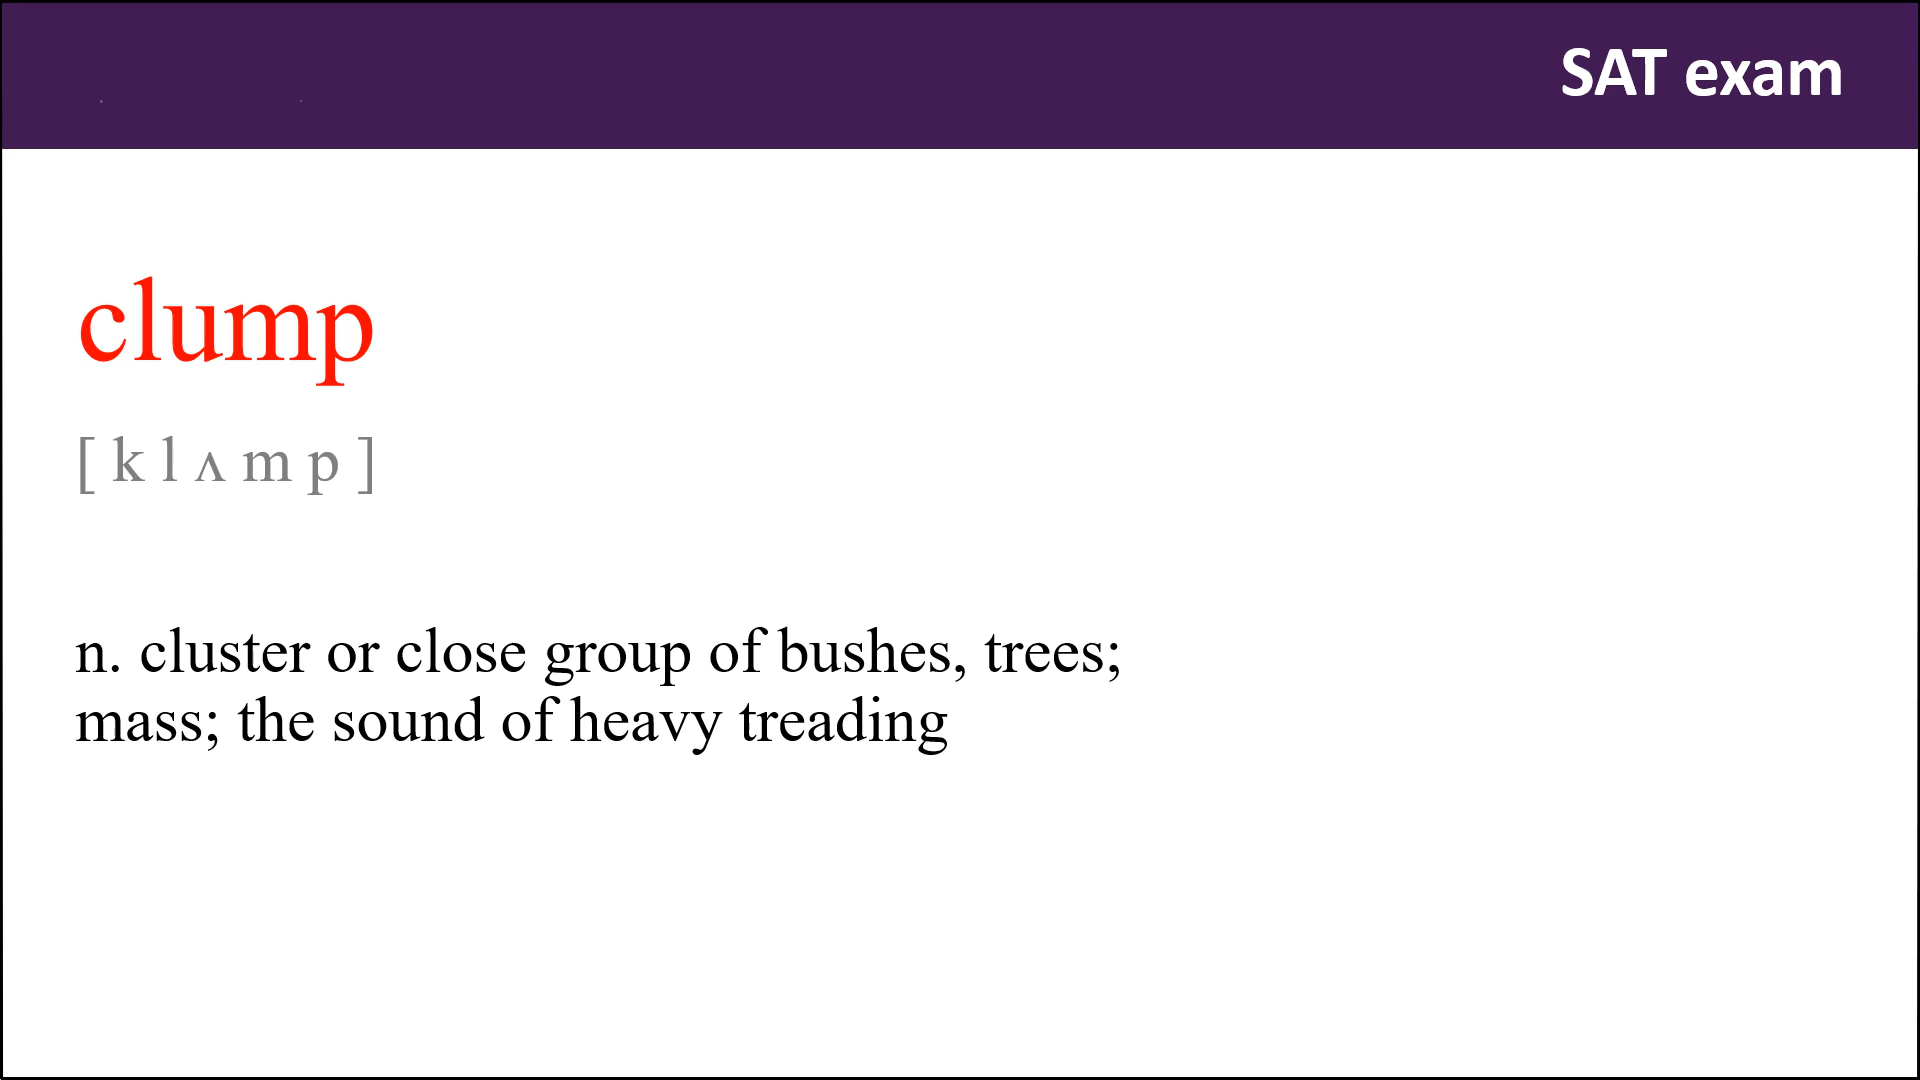 SAT exam
clump
[ k l ʌ m p ]
n. cluster or close group of bushes, trees;
mass; the sound of heavy treading